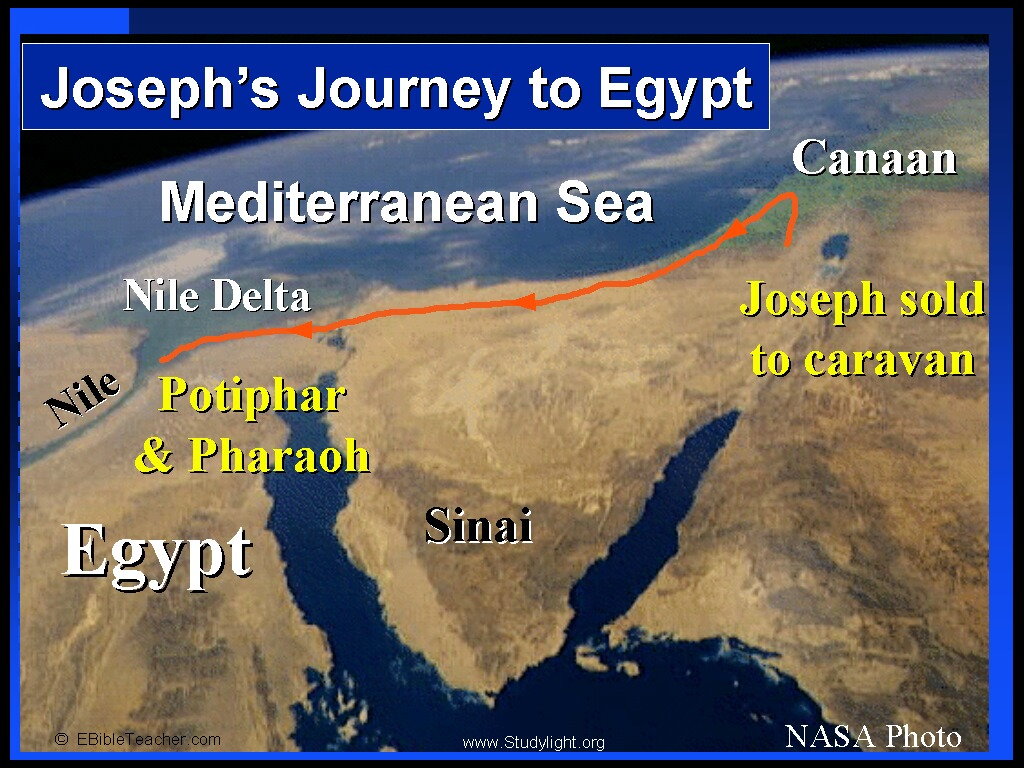 Joseph's Journey to Egypt
Canaan
Mediterranean Sea
Nile Delta
Joseph sold
to caravan
Nile
Potiphar
& Pharaoh
Sinai
Egypt
© EBibleTeacher.com
www.Studylight.org
NASA Photo